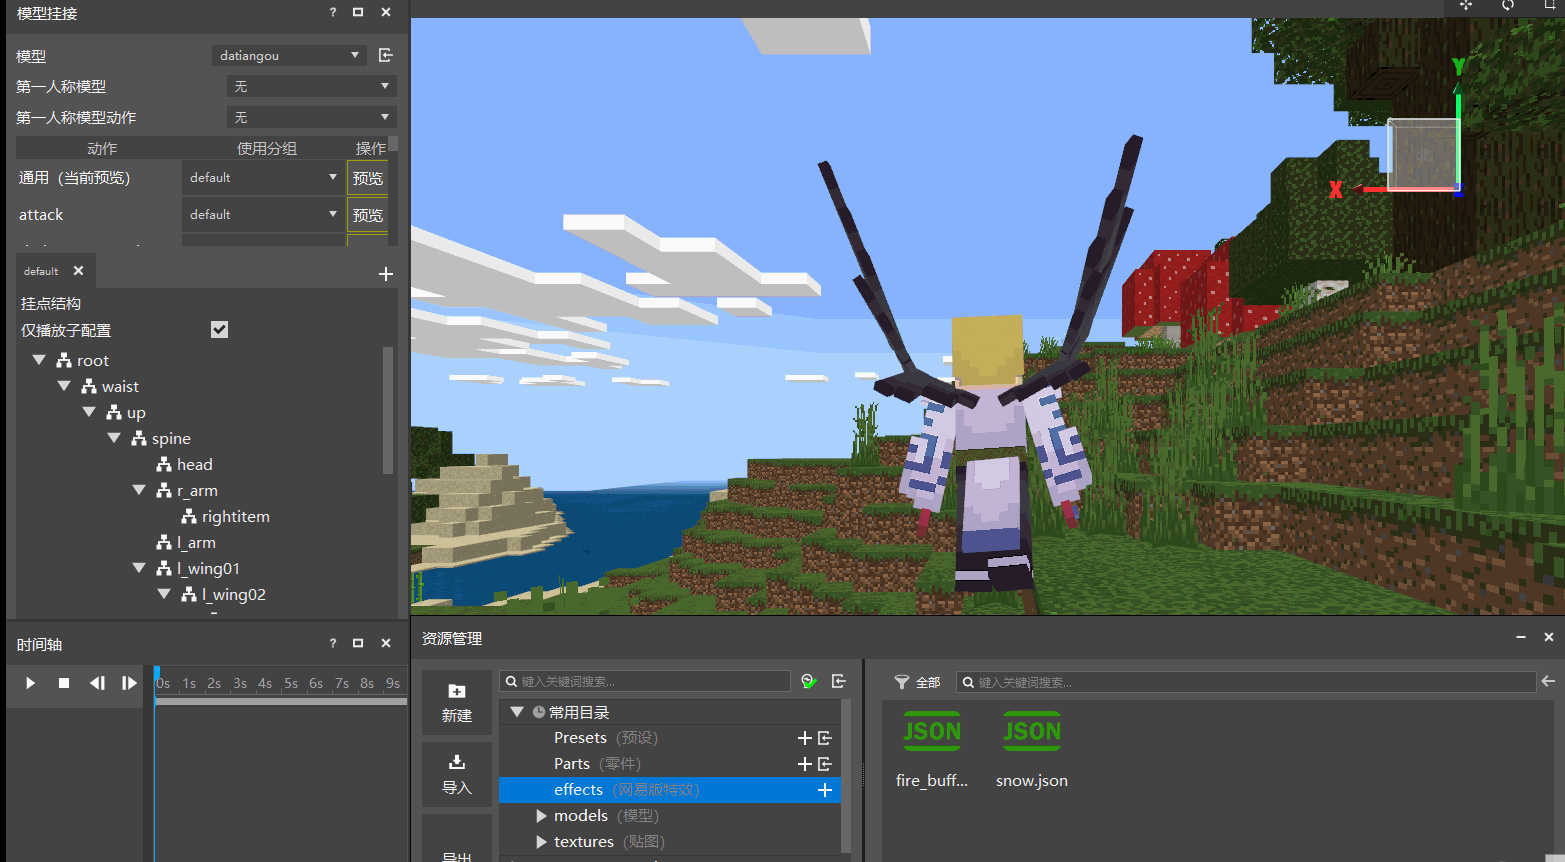 模型挂接
?
模型
datiangou
第一人称模型
无
第一人称模型动作
无
动作 使用分组 操作
通用（当前预览） default 预览
attack default 预览
default
挂点结构
仅播放子配置
root
waist
up
spine
head
r_arm
rightitem
l_arm
l_wing01
l_wing02
Y
X
时间轴
?
0s 1s 2s 3s 4s 5s 6s 7s 8s 9s
资源管理
新建
导入
导出
键入关键词搜索...
常用目录
Presets (预设)
Parts (零件)
effects (网易版特效)
models (模型)
textures (贴图)
全部
键入关键词搜索...
JSON
fire_buff...
JSON
snow.json